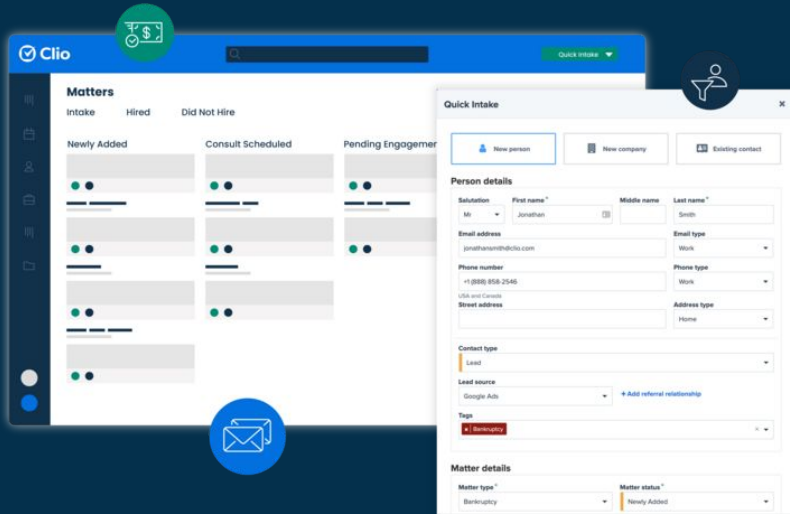 Clio
Quick Intake
Matters
Intake Hired Did Not Hire
Newly Added Consult Scheduled Pending Engagemen
Quick Intake
New person New company Existing contact
Person details
Salutation First name* Middle name Last name*
Mr Jonathan Smith
Email address Email type
jonathansmith@clio.com Work
Phone number Phone type
+1 (888) 858-2546 Work
USA and Canada
Street address Address type
Home
Contact type
Lead
Lead source
Google Ads + Add referral relationship
Tags
× Bankruptcy
Matter details
Matter type* Matter status*
Bankruptcy Newly Added